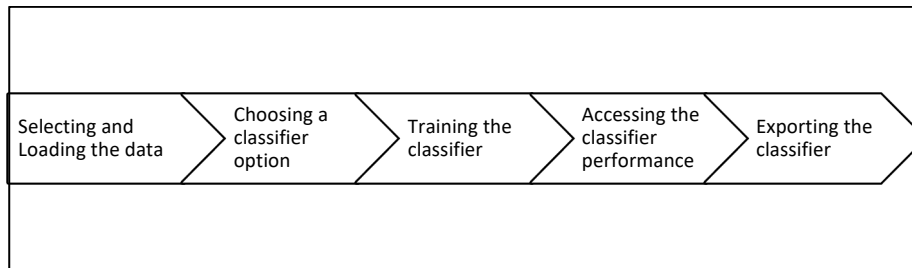 Selecting and
Loading the data
Choosing a
classifier
option
Training the
classifier
Accessing the
classifier
performance
Exporting the
classifier